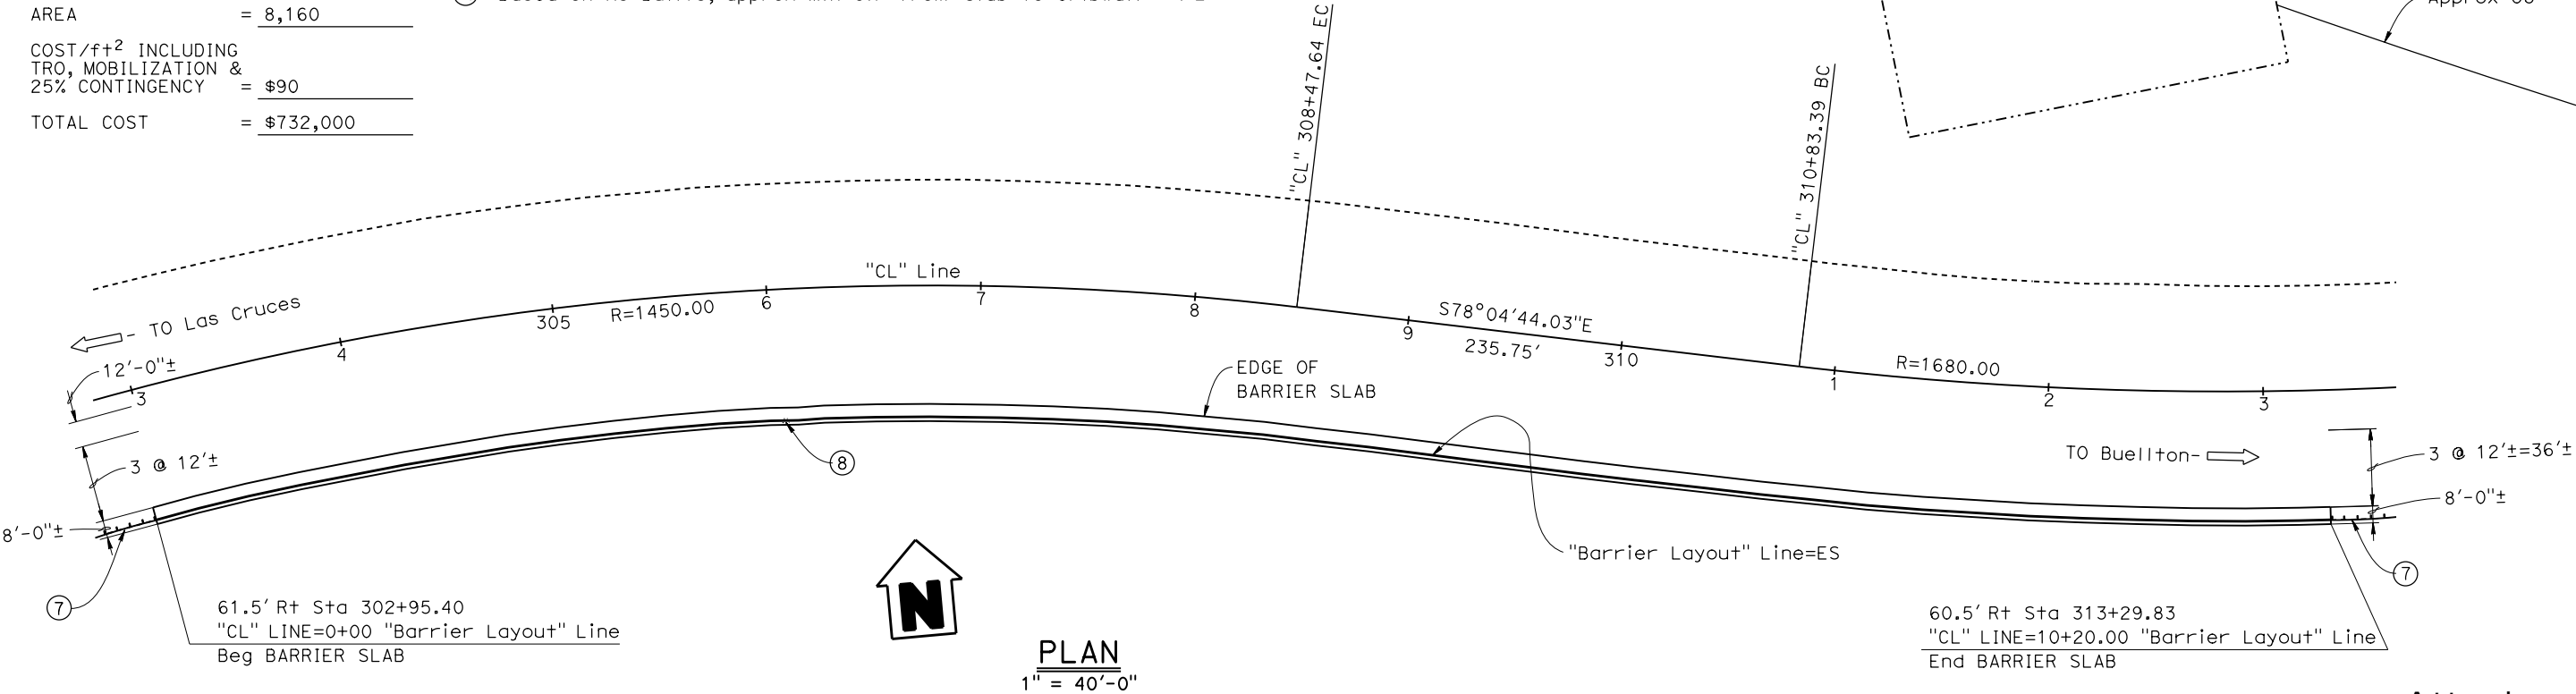 AREA = 8,160
COST/ft2 INCLUDING
TRO, MOBILIZATION &
25% CONTINGENCY = $90
TOTAL COST = $732,000
"CL" 308+47.64 EC
"CL" 310+83.39 BC
Approx
"CL" Line
TO Las Cruces
12'-0"±
3
4
305
R=1450.00
6
7
8
9
S78°04'44.03"E
235.75'
310
1
R=1680.00
2
3
EDGE OF
BARRIER SLAB
3 @ 12'±
8'-0"±
8
TO Buellton
3 @ 12'±=36'±
8'-0"±
"Barrier Layout" Line=ES
7
7
61.5' Rt Sta 302+95.40
"CL" LINE=0+00 "Barrier Layout" Line
Beg BARRIER SLAB
N
60.5' Rt Sta 313+29.83
"CL" LINE=10+20.00 "Barrier Layout" Line
End BARRIER SLAB
PLAN
1" = 40'-0"